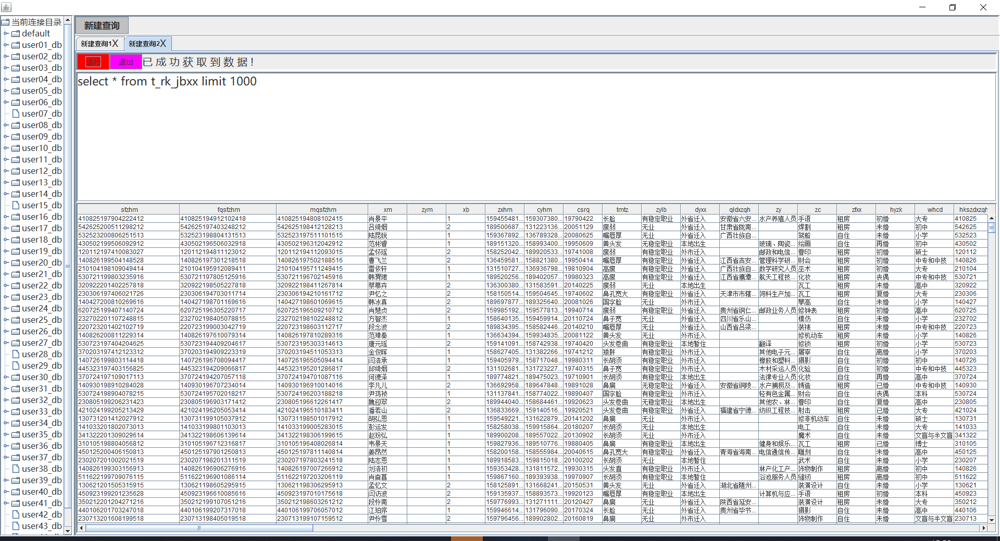 当前连接目录
default
user01_db
user02_db
user03_db
user04_db
user05_db
user06_db
user07_db
user08_db
user09_db
user10_db
user11_db
user12_db
user13_db
user14_db
user15_db
user16_db
user17_db
user18_db
user19_db
user20_db
user21_db
user22_db
user23_db
user24_db
user25_db
user26_db
user27_db
user28_db
user29_db
user30_db
user31_db
user32_db
user33_db
user34_db
user35_db
user36_db
user37_db
user38_db
user39_db
user40_db
user41_db
user42_db
user43_db
新建查询
新建查询1X 新建查询2X
运行 退出 已成功获取到数据!
select * from t_rk_jbxx limit 1000
sfzhm fqsfzhm mqsfzhm xm zym xb zxhm cyhm csrq tmtz zylb dyxx qldxzqh zy zc zfxx hyzk whcd hkszdxzqh
410825197904222412 410825194912102418 410825194808102415 肖景平 1 159455481... 159307380... 19790422 长脸 有稳定职业 外省迁入 安徽省六安... 水产养殖人员 手语 租房 初婚 大专 410825
542625200511298212 542625197403248212 542625198412128213 吕绮烟 2 189500687... 131223136... 20051129 瘦弱 无业 外省迁入 甘肃省陇南... 焊割 租房 未婚 初中 542625
532523200806251513 532523198804131513 532523197511101515 陆昆锐 1 159367892... 136789328... 20080625 嘴唇厚 无业 外省迁入 广西壮族自... 驾船 自住 未婚 小学 532523
430502199506092912 430502196506032918 430502196312042912 范彬睿 1 189151320... 158993400... 19950609 黄头发 无稳定职业 本地出生 玻璃、陶瓷... 绘画 自住 再婚 初中 430502
120112197410083027 120112194811123012 120112194112093015 孟怀瑶 2 158252042... 189920533... 19741008 瘦弱 有稳定职业 外市迁入 邮政和电信... 誊印 租房 初婚 硕士 120112
140826199504148528 140826197301218518 140826197502188516 曹飞兰 2 136459581... 158821380... 19950414 嘴唇厚 有稳定职业 外省迁入 江西省吉安... 管理科学研... 财会 租房 初婚 中专和中技 140826
210104198109049414 210104195912089411 210104195711249415 雷依轩 1 131510727... 136936798... 19810904 高瘦 有稳定职业 外省迁入 广西壮族自... 数学研究人员 巫术 租房 初婚 大专 210104
530721199803235916 530721197805125916 530721196702145916 韩渭珺 1 189520256... 189402057... 19980323 高瘦 有稳定职业 外省迁入 江西省鹰潭... 航天工程技... 化妆 租房 丧偶 中专和中技 530721
320922201402257818 320922198505227818 320922198411267814 蔡慕卉 2 136300380... 131583591... 20140225 瘦弱 无业 本地出生 瓦工 租房 未婚 高中 320922
230306197406021726 230306194703011714 230306194210161712 尹忆之 2 158150514... 159504645... 19740602 鼻孔宽大 有稳定职业 外省迁入 天津市市辖... 饲料生产加... 瓦工 租房 复婚 大专 230306
140427200810269616 140427198701169616 140427198601069615 韩冰真 2 189697877... 189325640... 20081026 国字脸 无业 外市迁入 攀高 自住 未婚 小学 140427
620725199407140724 620725196305220717 620725196509210712 肖慧贞 2 159985192... 159577813... 19940714 瘦弱 有稳定职业 外省迁入 贵州省铜仁... 邮政业务人员 修钟表 租房 初婚 高中 620725
232702201107248815 232702198405078815 232702198102248812 方智杰 1 158640135... 159459914... 20110724 鼻子宽 无业 外省迁入 四川省乐山... 模仿 自住 未婚 小学 232702
220723201402102719 220723199003042719 220723198603112717 段念波 2 189834395... 158582446... 20140210 嘴唇厚 无业 外省迁入 山西省吕梁... 装裱 租房 未婚 中专和中技 220723
140826200811229314 140826197610079314 140826197810289316 范璋秦 1 136634394... 159934835... 20081122 黄头发 无业 外市迁入 修机动车 自住 未婚 小学 140826
530723197404204625 530723194409204617 530723195303314613 唐元瑶 2 159141091... 158742938... 19740420 头发卷曲 有稳定职业 本地暂住 翻译 修锁 租房 初婚 小学 530723
370203197412123312 370203194909223319 370203194511053313 金俊晖 1 158627405... 131382266... 19741212 矮胖 有稳定职业 外市迁入 其他电子元... 屠宰 自住 离婚 小学 370203
140726199803114418 140726196708094417 140726196505094414 闫浩承 1 159405979... 158717048... 19980311 长胡须 有稳定职业 外市迁入 橡胶和塑料... 摄影 自住 初婚 初中 140726
445323197403156825 445323194209066817 445323195201286817 邱绮烟 2 131102681... 131723227... 19740315 鼻子宽 有稳定职业 外市迁入 木材采运人员 化验 自住 初婚 中专和中技 445323
370724197109017113 370724194207057118 370724194701087116 何德泽 1 189774821... 189475023... 19710901 长胡须 有稳定职业 本地出生 法律专业人员 化妆 租房 再婚 高中 370724
140930198910284028 140930196707234014 140930196910014016 李凡儿 2 136692958... 189647848... 19891028 鼻扁 无稳定职业 外省迁入 安徽省铜陵... 水产捕捞及... 铸造 租房 已婚 中专和中技 140930
530724198904078215 530724195702018217 530724196203188218 尹鸿祯 1 131137841... 158774022... 19890407 国字脸 有稳定职业 外市迁入 轻有色金属... 财会 自住 丧偶 本科 530724
230805199206231423 230805196903171412 230805196612261417 魏迎翠 2 189944040... 158684461... 19920623 头发卷曲 无稳定职业 本地出生 其他农、林... 誊印 自住 复婚 高中 230805
421024199205213429 421024196205053414 421024196510183411 潘若山 2 136833669... 159140516... 19920521 头发卷曲 有稳定职业 外省迁入 福建省宁德... 纺织工程技... 射击 租房 已婚 大专 421024
130731201412027912 130731199105037912 130731198501017912 胡弘恩 1 159549221... 131622879... 20141202 鼻扁 无业 外市迁入 修非机动车 自住 未婚 硕士 130731
141033201802073013 141033199801103013 141033199005283015 彭运发 1 158258038... 159915864... 20180207 长胡须 无业 本地出生 电工 自住 未婚 大专 141033
341322201309029614 341322198606139614 341322198306199615 赵玢弘 1 189900208... 189557022... 20130902 长胡须 无业 外市迁入 魔术 自住 未婚 文盲与半文盲 341322
310105198804056812 310105196712316817 310105196408026814 韦景天 1 159827936... 189510776... 19880405 鼻扁 有稳定职业 本地出生 健身和娱乐... 瓦工 租房 已婚 博士 310105
450125200406150813 450125197901250813 450125197811140814 姜昂然 1 158200158... 158555984... 20040615 鼻孔宽大 有稳定职业 外省迁入 青海省海南... 电信通信传... 雕刻 自住 未婚 高中 450125
230207201002021519 230207198201311519 230207197803241518 陆志恩 1 189918583... 159815018... 20100202 长胡须 无业 本地暂住 武术 自住 未婚 小学 230207
140826199303156913 140826196906276916 140826197007266912 刘浩初 1 159353428... 131811572... 19930315 头发直 有稳定职业 外市迁入 林产化工产... 饰物制作 租房 离婚 初中 140826
511622199709076115 511622196901086114 511622197203206119 肖奋菖 1 159867160... 189393938... 19970907 长胡须 有稳定职业 本地暂住 浴池服务人员 缝纫 租房 离婚 初中 511622
130621201505315915 130621198605295915 130621198306295913 孟忆文 2 158125891... 131668241... 20150531 黄头发 无业 外省迁入 湖北省随州... 装潢设计 自住 未婚 小学 130621
450923199201235628 450923196610085616 450923197010175618 闫访波 2 159135937... 158893573... 19920123 嘴唇厚 有稳定职业 本地出生 计算机与应... 手语 租房 初婚 本科 450923
350212201204271216 350212199107051216 350212198603261212 段怜南 2 159776993... 131271111... 20120427 鼻扁 无业 外省迁入 陕西省延安... 装潢设计 自住 未婚 大专 350212
440106201703247018 440106199207317018 440106199706057012 江珀序 1 159946614... 131796090... 20170324 长脸 无业 外省迁入 贵州省毕节... 摄影 自住 未婚 高中 440106
230713201608199518 230713198405019518 230713199107159512 尹怜雪 2 159796456... 189902802... 20160819 鼻扁 无业 外市迁入 饰物制作 自住 未婚 文盲与半文盲 230713